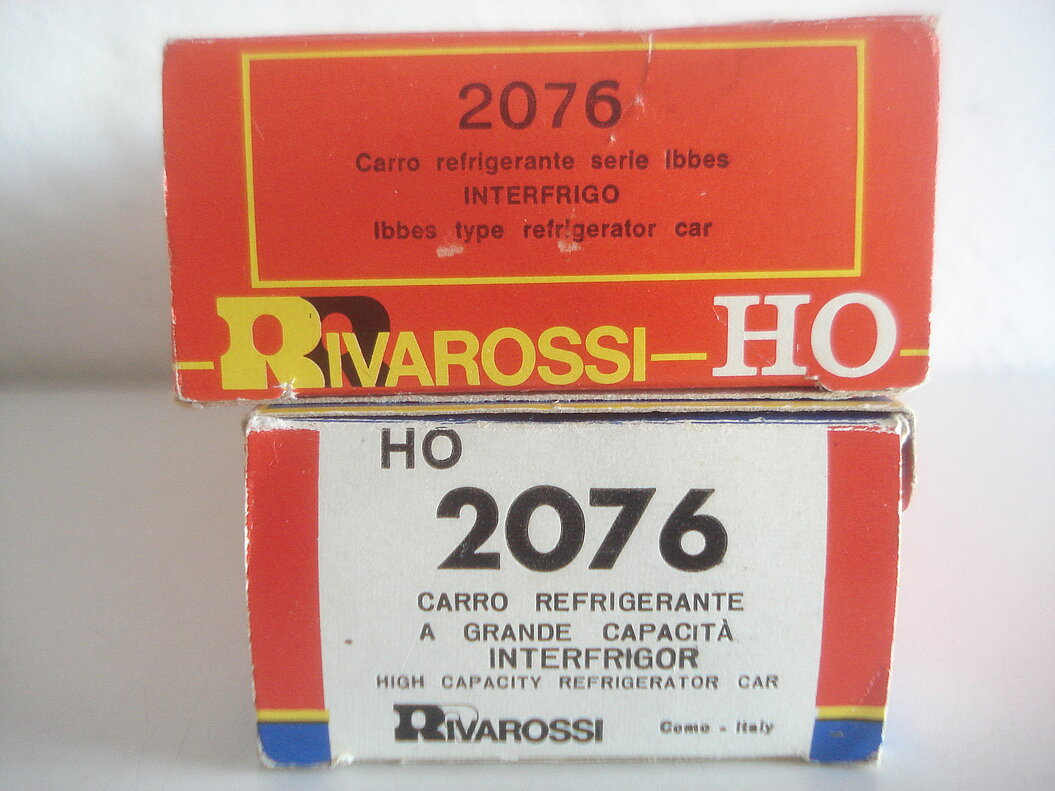 2076
Carro refrigerante serie Ibbes
INTERFRIGO
Ibbes type refrigerator car
RIVAROSSI HO
HO
2076
CARRO REFRIGERANTE
A GRANDE CAPACITÀ
INTERFRIGOR
HIGH CAPACITY REFRIGERATOR CAR
RIVAROSSI Como - Italy